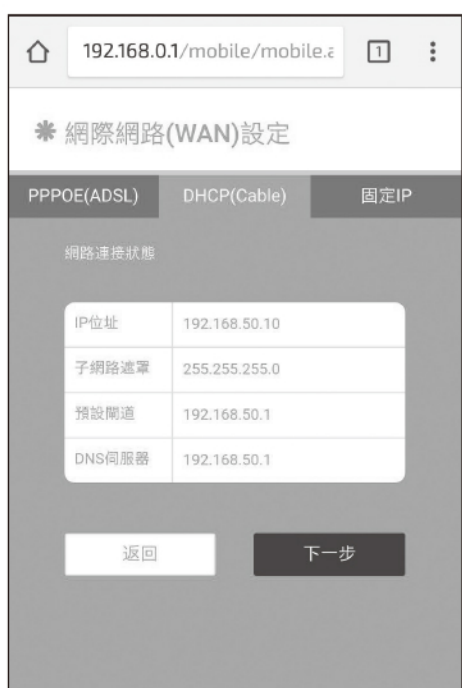 192.168.0.1/mobile/mobile.a
1
✱ 網際網路(WAN)設定
PPPOE(ADSL) DHCP(Cable) 固定IP
網路連接狀態
IP位址 192.168.50.10
子網路遮罩 255.255.255.0
預設閘道 192.168.50.1
DNS伺服器 192.168.50.1
返回 下一步